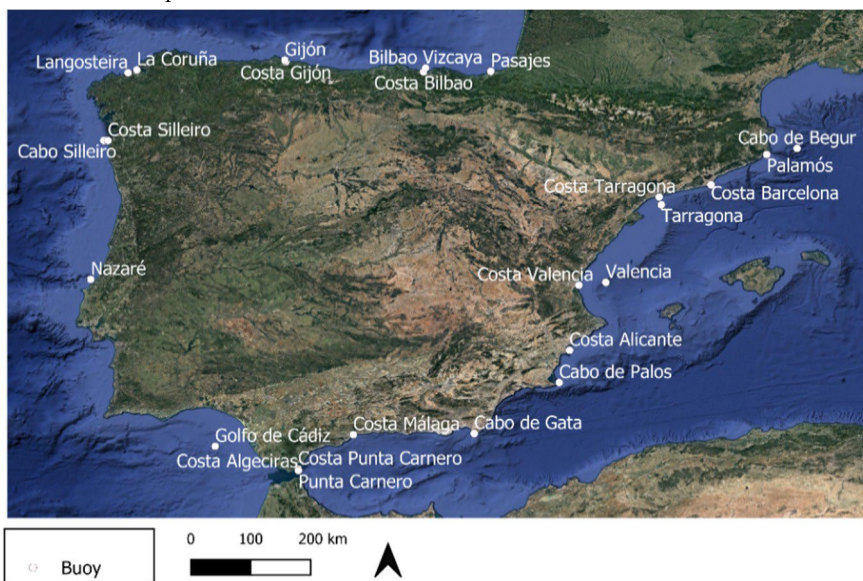 Gijón
Bilbao Vizcaya
Pasajes
Langosteira
La Coruña
Costa Gijón
Costa Bilbao
Costa Silleiro
Cabo Silleiro
Cabo de Begur
Palamós
Costa Tarragona
Costa Barcelona
Tarragona
Nazaré
Costa Valencia
Valencia
Costa Alicante
Cabo de Palos
Costa Málaga
Cabo de Gata
Golfo de Cádiz
Costa Algeciras
Costa Punta Carnero
Punta Carnero
0 100 200 km
Buoy